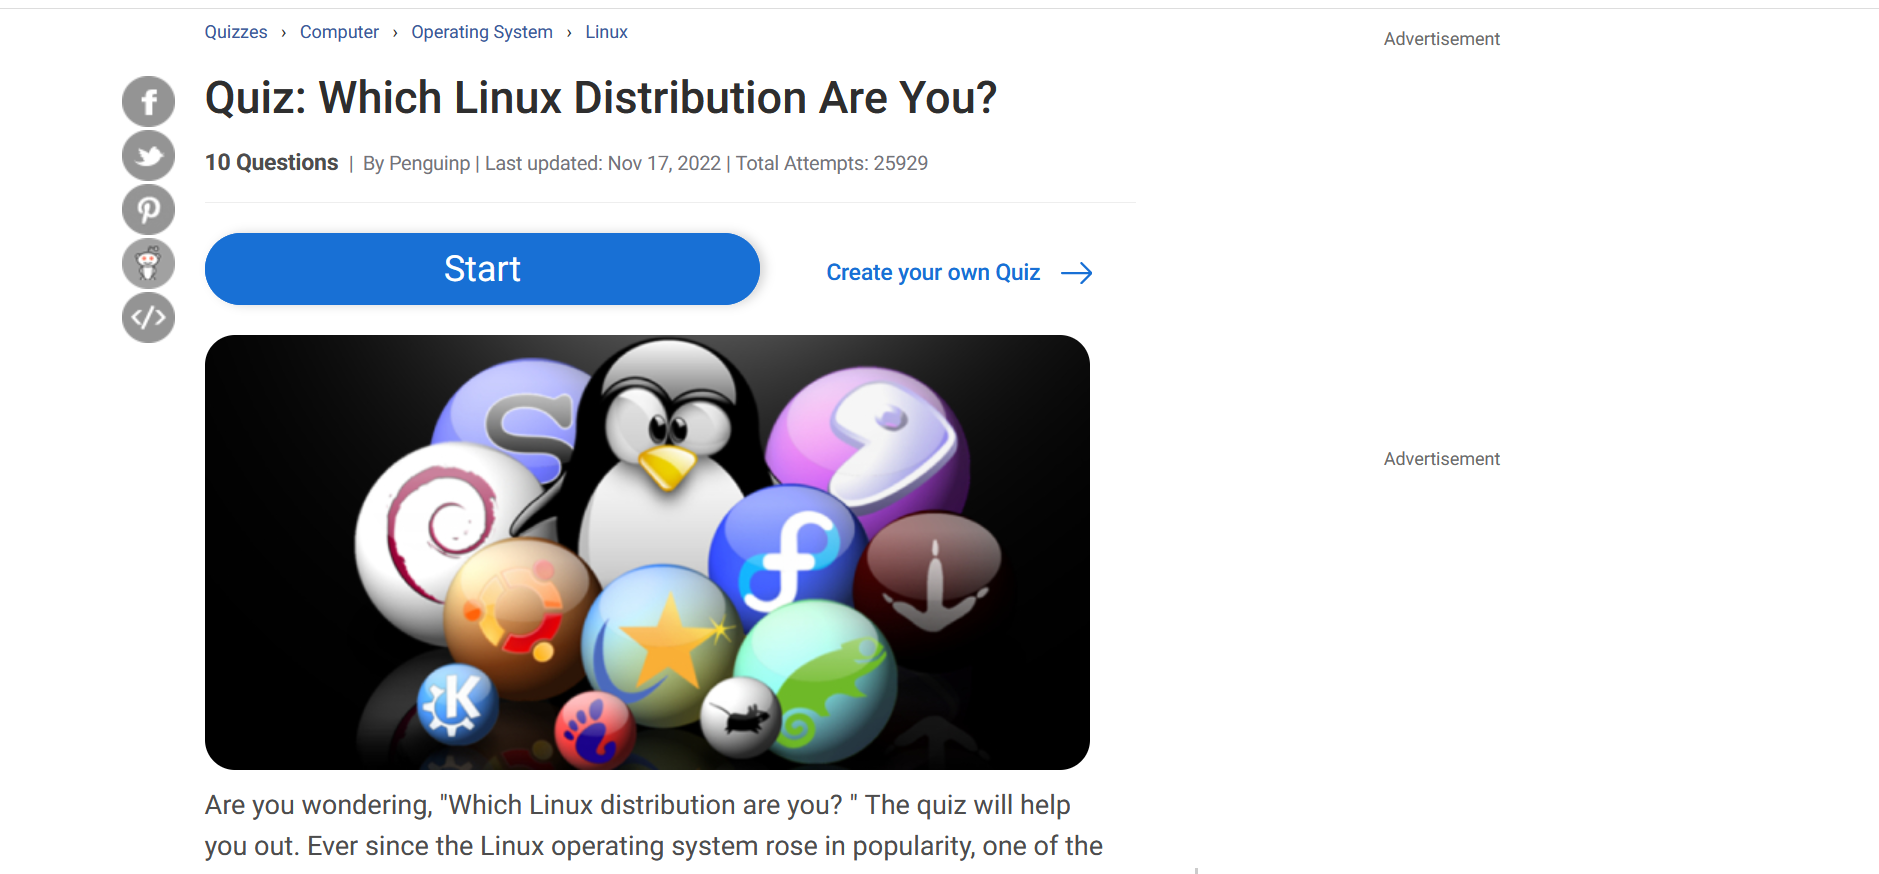 Quizzes › Computer › Operating System › Linux
Advertisement
Quiz: Which Linux Distribution Are You?
10 Questions | By Penguinp | Last updated: Nov 17, 2022 | Total Attempts: 25929
Start
Create your own Quiz
S
K
Advertisement
Are you wondering, "Which Linux distribution are you? " The quiz will help
you out. Ever since the Linux operating system rose in popularity, one of the